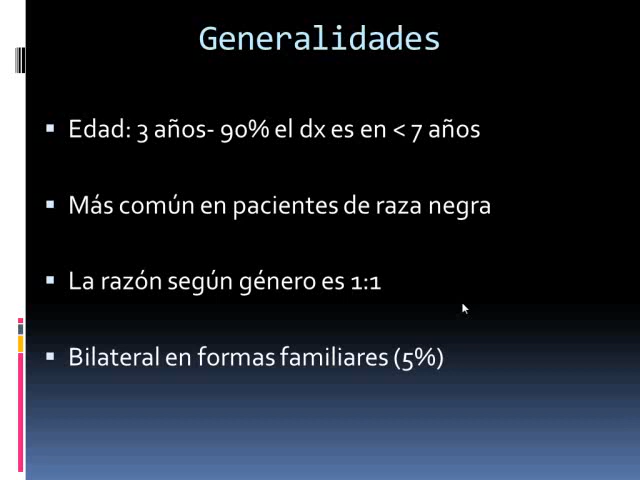 Generalidades
Edad: 3 años- 90% el dx es en < 7 años
Más común en pacientes de raza negra
La razón según género es 1:1
Bilateral en formas familiares (5%)